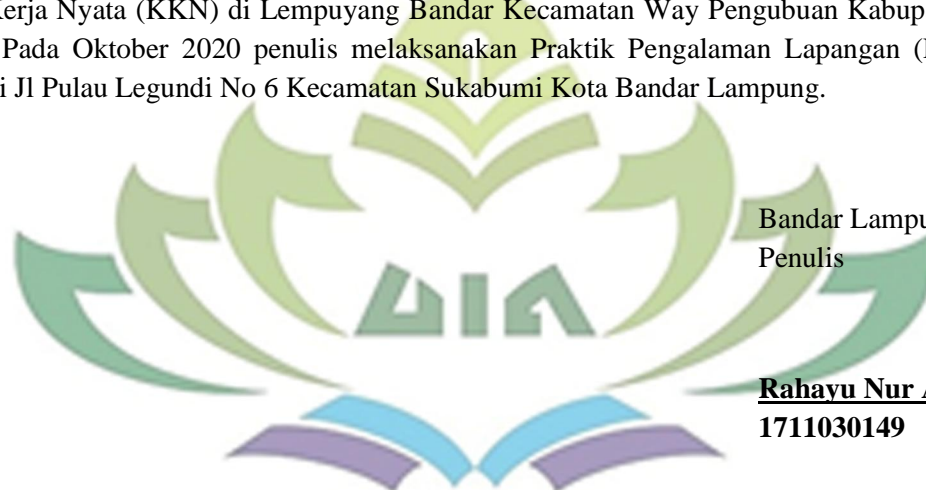 Kerja Nyata (KKN) di Lempuyang Bandar Kecamatan Way Pengubuan Kabup
Pada Oktober 2020 penulis melaksanakan Praktik Pengalaman Lapangan (
i Jl Pulau Legundi No 6 Kecamatan Sukabumi Kota Bandar Lampung.
Bandar Lampu
Penulis
UIN
Rahayu Nur
1711030149